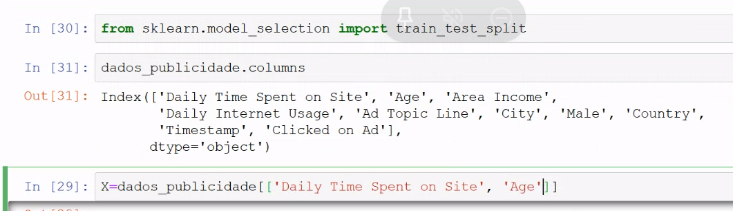 In [30]: from sklearn.model_selection import train_test_split
In [31]: dados_publicidade.columns
Out[31]: Index(['Daily Time Spent on Site', 'Age', 'Area Income',
'Daily Internet Usage', 'Ad Topic Line', 'City', 'Male', 'Country',
'Timestamp', 'Clicked on Ad'],
dtype='object')
In [29]: X=dados_publicidade[['Daily Time Spent on Site', 'Age']]